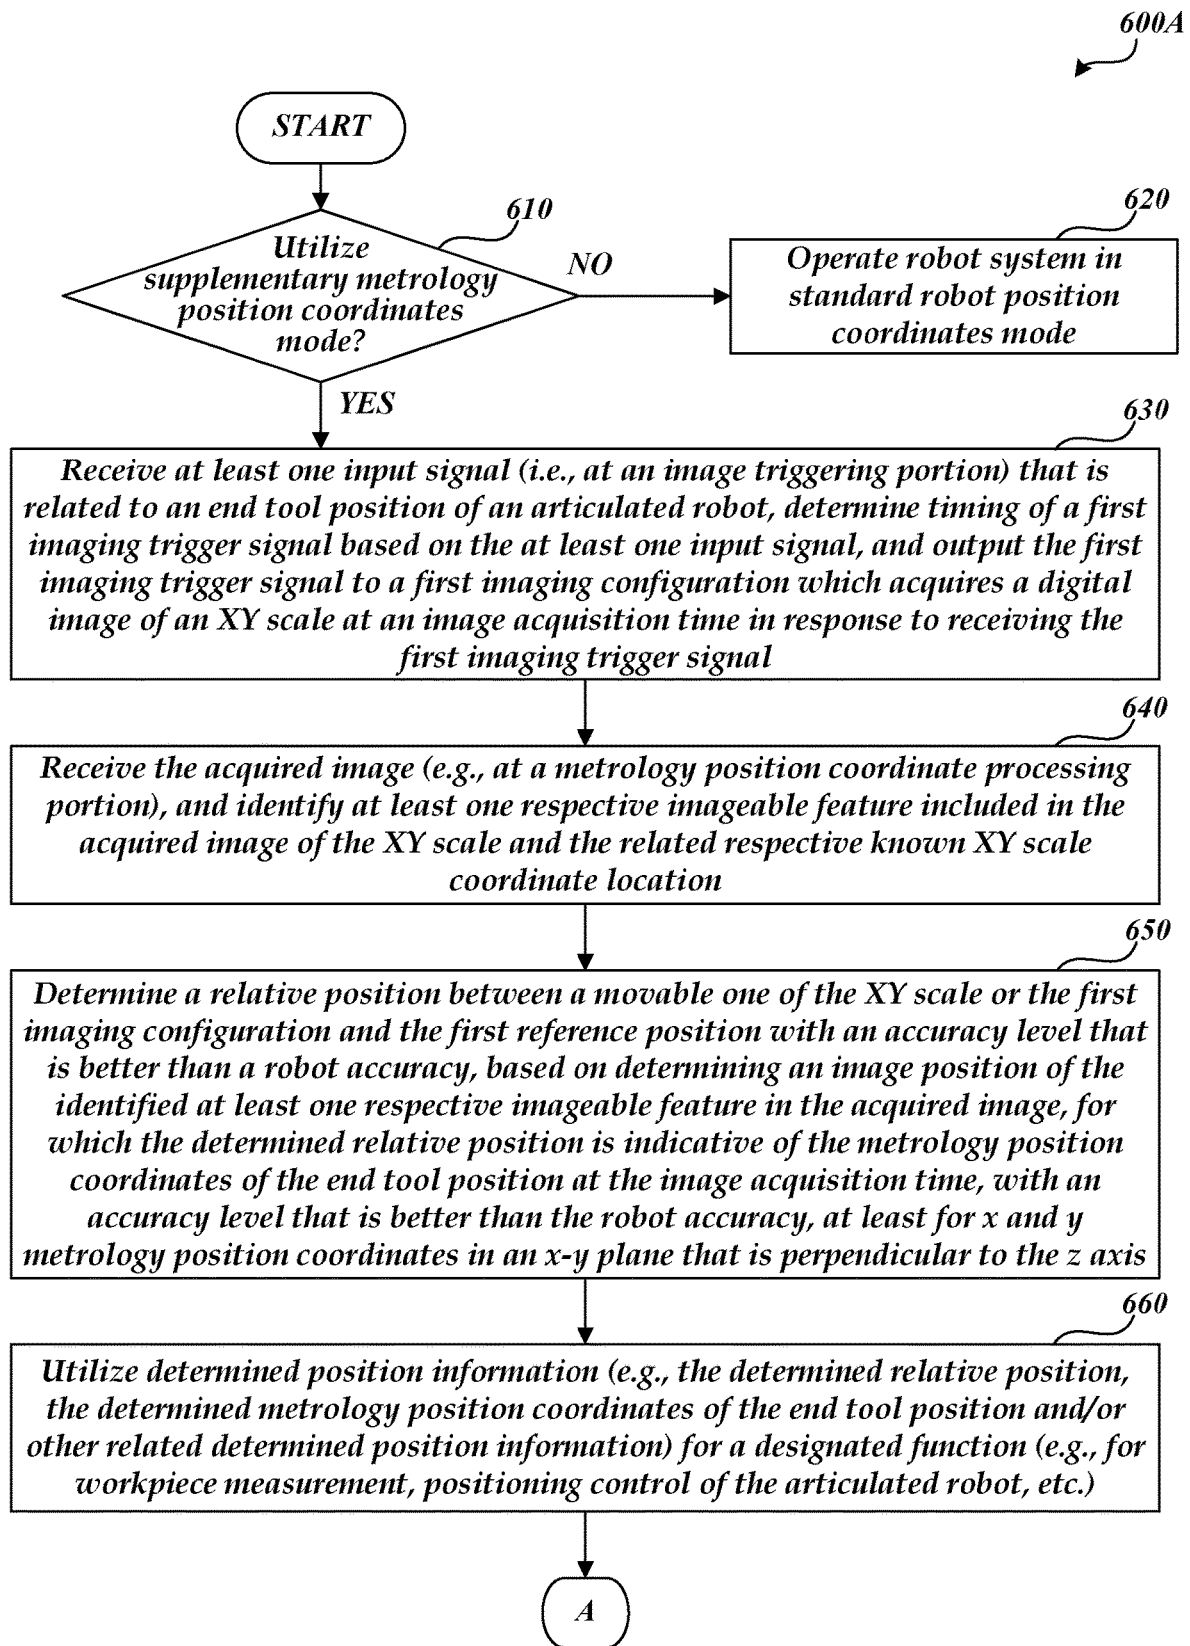 600A
START
610
Utilize
supplementary metrology
position coordinates
mode?
NO
YES
620
Operate robot system in
standard robot position
coordinates mode
630
Receive at least one input signal (i.e., at an image triggering portion) that is
related to an end tool position of an articulated robot, determine timing of a first
imaging trigger signal based on the at least one input signal, and output the first
imaging trigger signal to a first imaging configuration which acquires a digital
image of an XY scale at an image acquisition time in response to receiving the
first imaging trigger signal
640
Receive the acquired image (e.g., at a metrology position coordinate processing
portion), and identify at least one respective imageable feature included in the
acquired image of the XY scale and the related respective known XY scale
coordinate location
650
Determine a relative position between a movable one of the XY scale or the first
imaging configuration and the first reference position with an accuracy level that
is better than a robot accuracy, based on determining an image position of the
identified at least one respective imageable feature in the acquired image, for
which the determined relative position is indicative of the metrology position
coordinates of the end tool position at the image acquisition time, with an
accuracy level that is better than the robot accuracy, at least for x and y
metrology position coordinates in an x-y plane that is perpendicular to the z axis
660
Utilize determined position information (e.g., the determined relative position,
the determined metrology position coordinates of the end tool position and/or
other related determined position information) for a designated function (e.g., for
workpiece measurement, positioning control of the articulated robot, etc.)
A